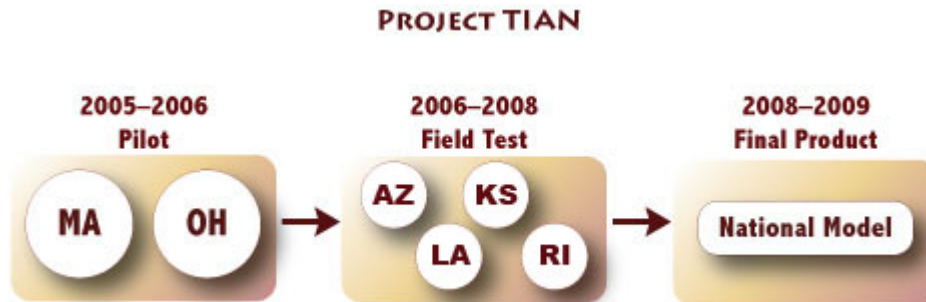 PROJECT TIAN
2005–2006
Pilot
MA
OH
2006–2008
Field Test
AZ
KS
LA
RI
2008–2009
Final Product
National Model